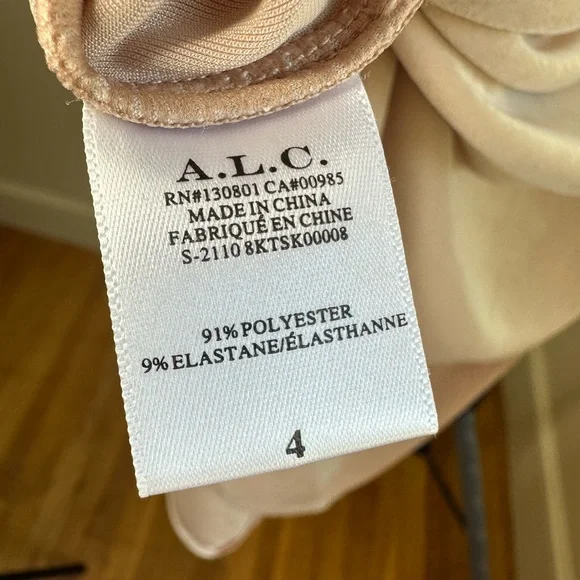 A.L.C.
RN#130801 CA#00985
MADE IN CHINA
FABRIQUÉ EN CHINE
S-2110 8KTSK00008
91% POLYESTER
9% ELASTANE/ÉLASTHANNE
4